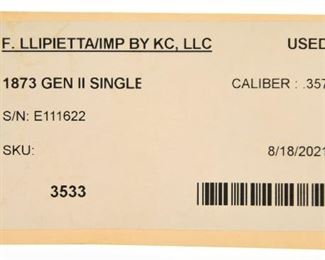 F. LLIPIETTA/IMP BY KC, LLC USED
1873 GEN II SINGLE CALIBER : .357
S/N: E111622
SKU: 8/18/2021
3533